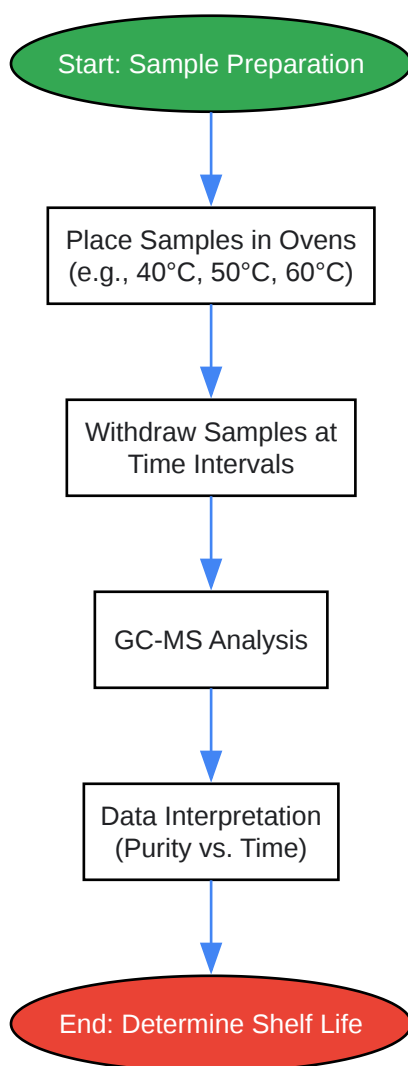 Start: Sample Preparation
Place Samples in Ovens
(e.g., 40°C, 50°C, 60°C)
Withdraw Samples at
Time Intervals
GC-MS Analysis
Data Interpretation
(Purity vs. Time)
End: Determine Shelf Life